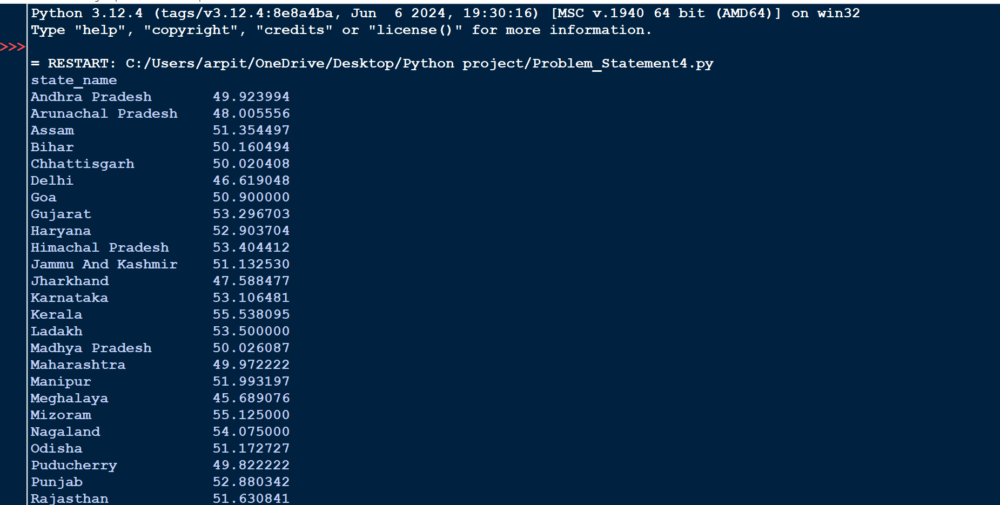 Python 3.12.4 (tags/v3.12.4:8e8a4ba, Jun  6 2024, 19:30:16) [MSC v.1940 64 bit (AMD64)] on win32
Type "help", "copyright", "credits" or "license()" for more information.
>>>
= RESTART: C:/Users/arpit/OneDrive/Desktop/Python project/Problem_Statement4.py
state_name
Andhra Pradesh       49.923994
Arunachal Pradesh    48.005556
Assam                51.354497
Bihar                50.160494
Chhattisgarh         50.020408
Delhi                46.619048
Goa                  50.900000
Gujarat              53.296703
Haryana              52.903704
Himachal Pradesh     53.404412
Jammu And Kashmir    51.132530
Jharkhand            47.588477
Karnataka            53.106481
Kerala               55.538095
Ladakh               53.500000
Madhya Pradesh       50.026087
Maharashtra          49.972222
Manipur              51.993197
Meghalaya            45.689076
Mizoram              55.125000
Nagaland             54.075000
Odisha               51.172727
Puducherry           49.822222
Punjab               52.880342
Rajasthan            51.630841